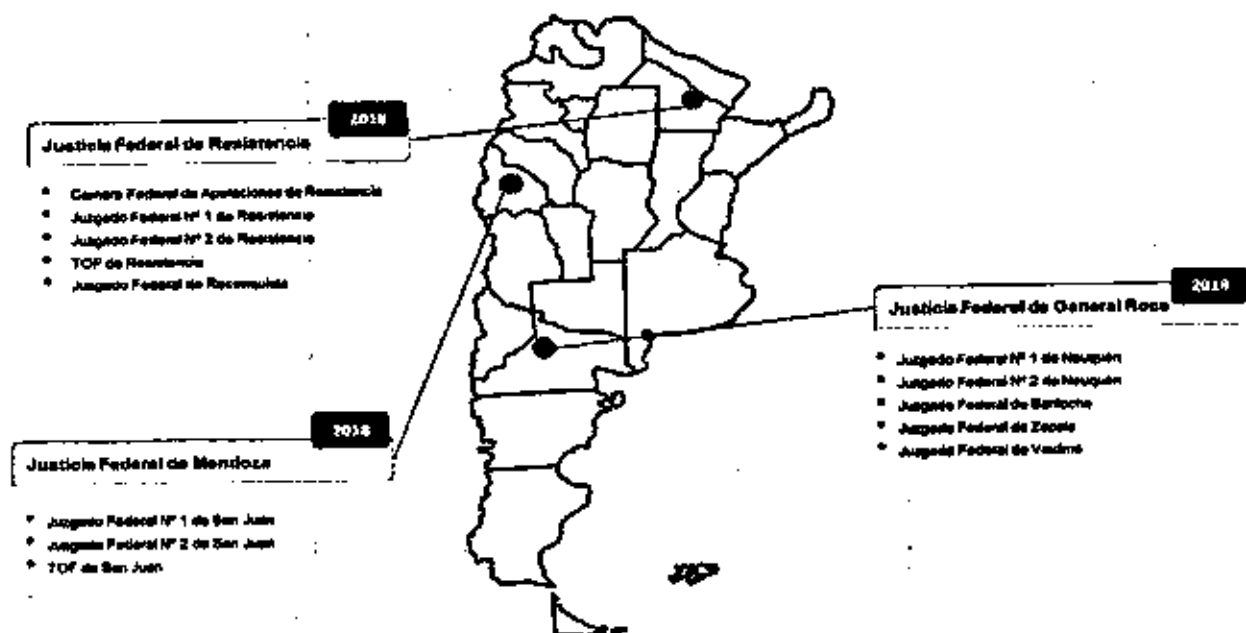 2018
Justicia Federal de Resistencia
Camara Federal de Apelaciones de Resistencia
Juzgado Federal Nº 1 de Resistencia
Juzgado Federal Nº 2 de Resistencia
TOF de Resistencia
Juzgado Federal de Reconquista
2018
Justicia Federal de General Roca
Juzgado Federal Nº 1 de Neuquén
Juzgado Federal Nº 2 de Neuquén
Juzgado Federal de Bariloche
Juzgado Federal de Zapala
Juzgado Federal de Viedma
2018
Justicia Federal de Mendoza
Juzgado Federal Nº 1 de San Juan
Juzgado Federal Nº 2 de San Juan
TOF de San Juan